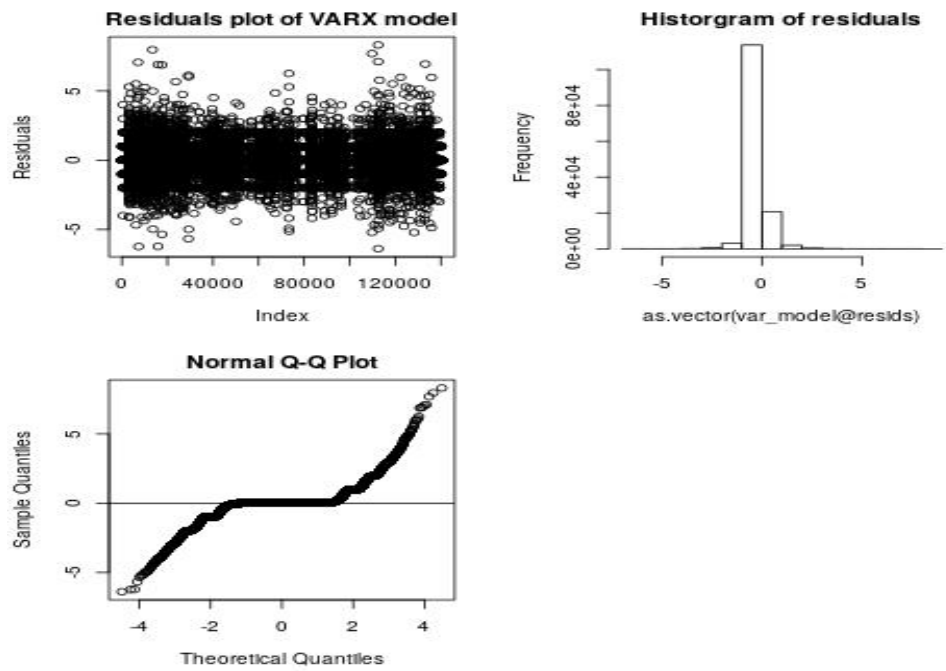 Residuals plot of VARX model
Residuals
5
0
-5
0
40000
80000
120000
Index
Historgram of residuals
Frequency
8e+04
4e+04
0e+00
-5
0
5
as.vector(var_model@resids)
Normal Q-Q Plot
Sample Quantiles
5
0
-5
-4
-2
0
2
4
Theoretical Quantiles